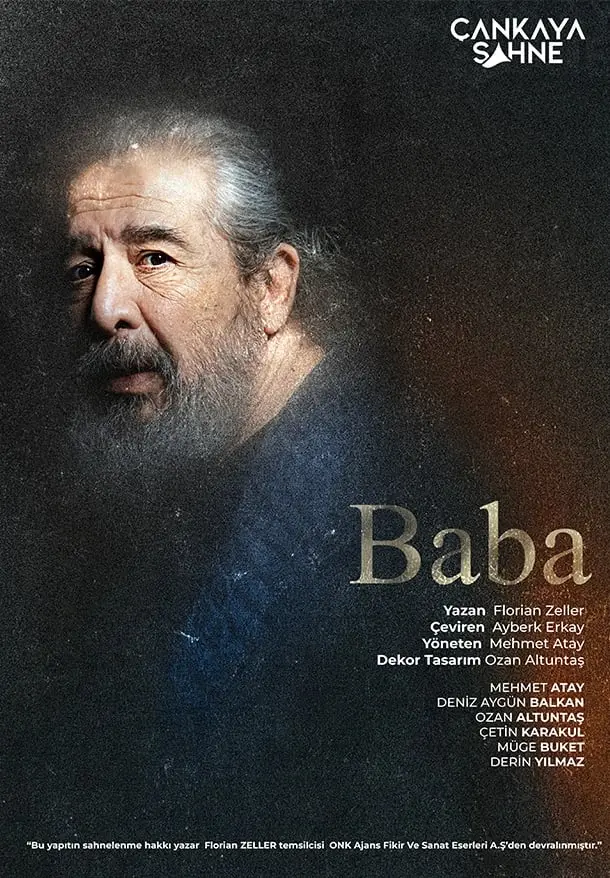 ÇANKAYA
SAHNE
Baba
Yazan Florian Zeller
Çeviren Ayberk Erkay
Yöneten Mehmet Atay
Dekor Tasarım Ozan Altuntaş
MEHMET ATAY
DENİZ AYGÜN BALKAN
OZAN ALTUNTAŞ
ÇETİN KARAKUL
MÜGE BUKET
DERİN YILMAZ
"Bu yapıtın sahnelenme hakkı yazar Florian ZELLER temsilcisi ONK Ajans Fikir Ve Sanat Eserleri A.Ş'den devralınmıştır."